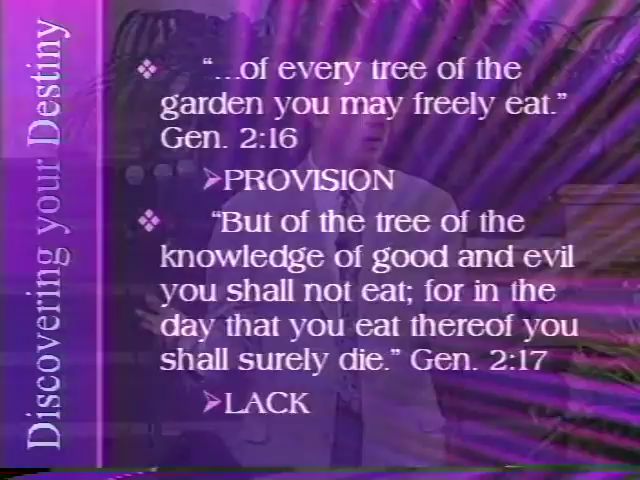 Discovering your Destiny
❖ “...of every tree of the
garden you may freely eat.”
Gen. 2:16
➢PROVISION
❖ “But of the tree of the
knowledge of good and evil
you shall not eat; for in the
day that you eat thereof you
shall surely die.” Gen. 2:17
➢LACK